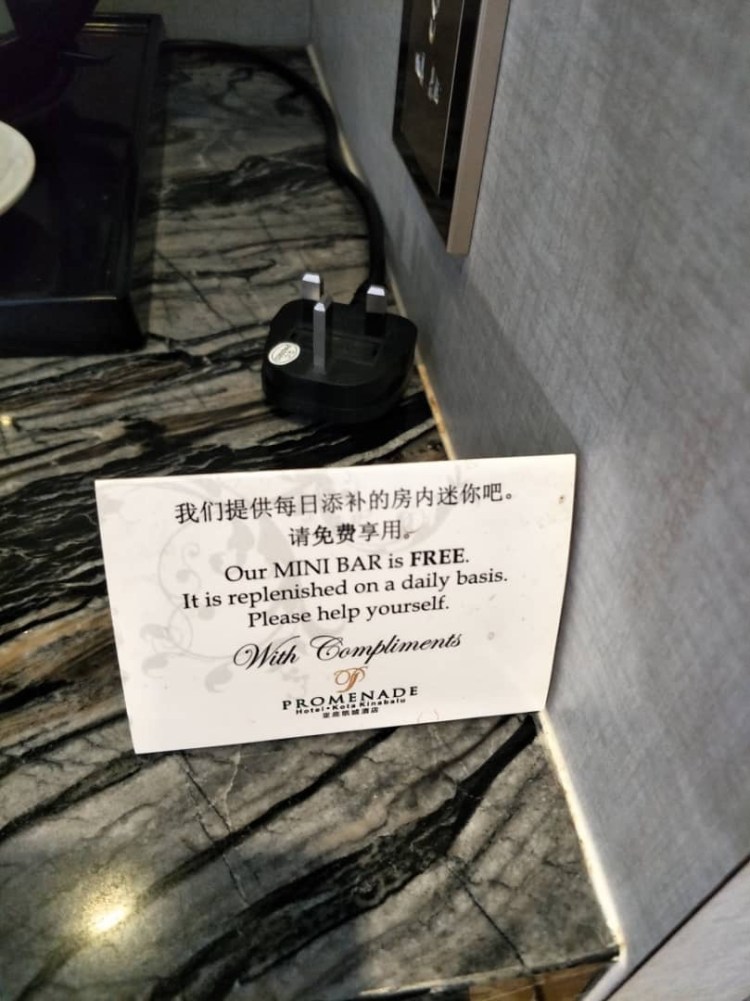 我们提供每日添补的房内迷你吧。
请免费享用。
Our MINI BAR is FREE.
It is replenished on a daily basis.
Please help yourself.
With Compliments
PROMENADE
Hotel • Kota Kinabalu